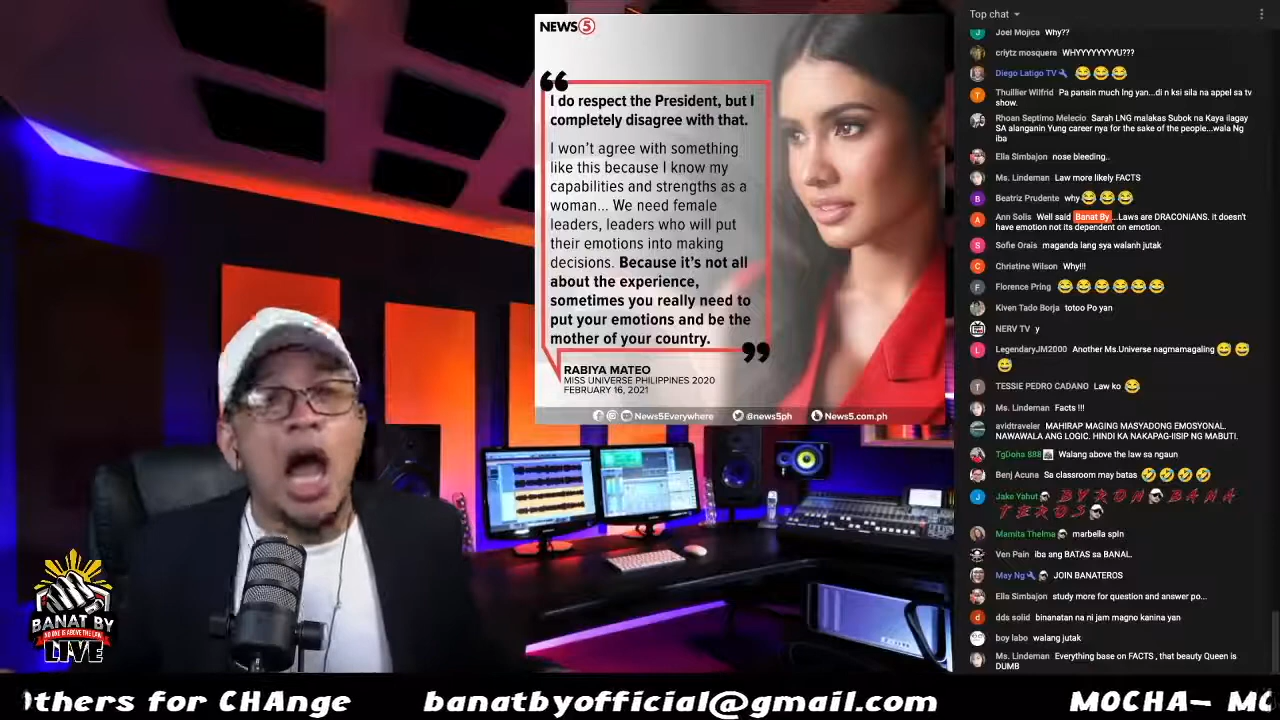 NEWS5
I do respect the President, but I
completely disagree with that.
I won't agree with something
like this because I know my
capabilities and strengths as a
woman... We need female
leaders, leaders who will put
their emotions into making
decisions. Because it's not all
about the experience,
sometimes you really need to
put your emotions and be the
mother of your country.
RABIYA MATEO
MISS UNIVERSE PHILIPPINES 2020
FEBRUARY 16, 2021
News5Everywhere @news5ph News5.com.ph
BANAT BY
NO ONE IS ABOVE THE LAW
LIVE
Top chat
Joel Mojica Why??
criytz mosquera WHYYYYYYYYU???
Diego Latigo TV 😂😂😂
Thuillier Wilfrid Pa pansin much lng yan...di n ksi sila na appel sa tv
show.
Rhoan Septimo Melecio Sarah LNG malakas Subok na Kaya ilagay
SA alanganin Yung career nya for the sake of the people...wala Ng
iba
Ella Simbajon nose bleeding..
Ms. Lindeman Law more likely FACTS
Beatriz Prudente why😂😂😂
Ann Solis Well said Banat By...Laws are DRACONIANS. it doesn't
have emotion not its dependent on emotion.
Sofie Orais maganda lang sya walanh jutak
Christine Wilson Why!!!
Florence Pring 😂😂😂😂😂😂
Kiven Tado Borja totoo Po yan
NERV TV y
LegendaryJM2000 Another Ms.Universe nagmamagaling 😅😅
😅
TESSIE PEDRO CADANO Law ko 😂
Ms. Lindeman Facts !!!
avidtraveler MAHIRAP MAGING MASYADONG EMOSYONAL.
NAWAWALA ANG LOGIC. HINDI KA NAKAPAG-IISIP NG MABUTI.
TgDoha 888 Walang above the law sa ngaun
Benj Acuna Sa classroom may batas 🤣🤣🤣🤣
Jake Yohut BYRON BANA
TEROS
Mamita Thelma marbella spln
Ven Pain iba ang BATAS sa BANAL.
May Ng JOIN BANATEROS
Ella Simbajon study more for question and answer po...
dds solid binanatan na ni jam magno kanina yan
boy labo walang jutak
Ms. Lindeman Everything base on FACTS , that beauty Queen is
DUMB
thers for CHAnge banatbyofficial@gmail.com MOCHA- MO